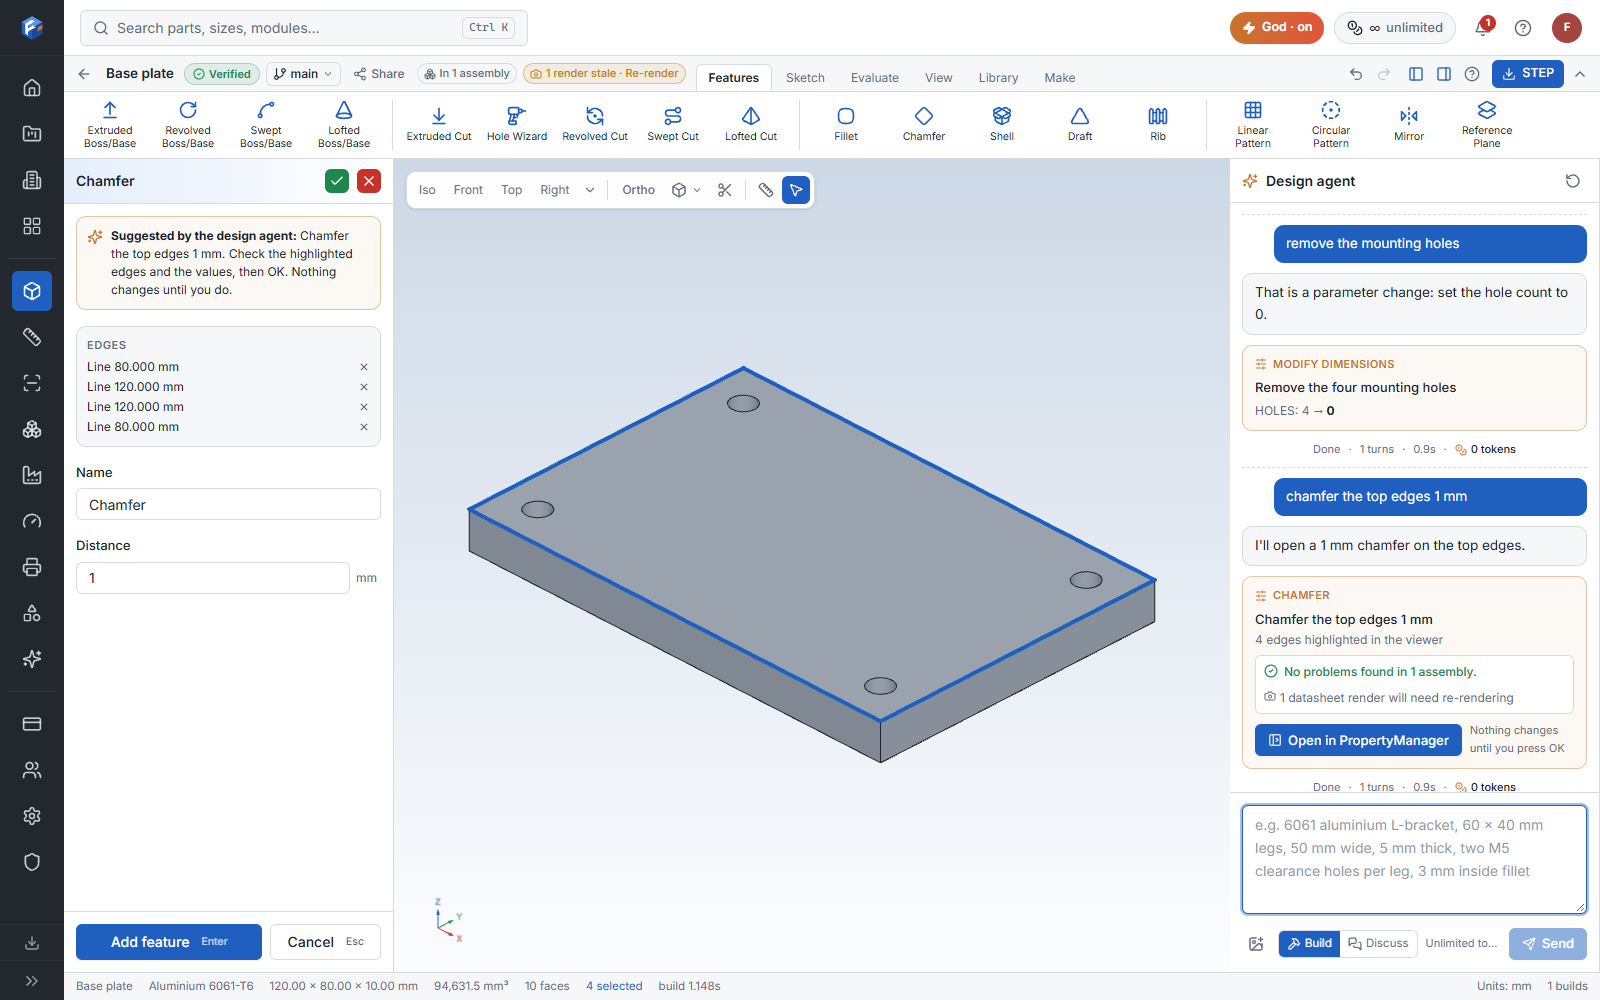 Search parts, sizes, modules...
Ctrl K
God · on
∞ unlimited
1
F
Base plate
Verified
main
Share
In 1 assembly
1 render stale · Re-render
Features
Sketch
Evaluate
View
Library
Make
STEP
Extruded
Boss/Base
Revolved
Boss/Base
Swept
Boss/Base
Lofted
Boss/Base
Extruded Cut
Hole Wizard
Revolved Cut
Swept Cut
Lofted Cut
Fillet
Chamfer
Shell
Draft
Rib
Linear
Pattern
Circular
Pattern
Mirror
Reference
Plane
Chamfer
Suggested by the design agent: Chamfer
the top edges 1 mm. Check the highlighted
edges and the values, then OK. Nothing
changes until you do.
EDGES
Line 80.000 mm
Line 120.000 mm
Line 120.000 mm
Line 80.000 mm
Name
Chamfer
Distance
1
mm
Add feature Enter
Cancel Esc
Iso
Front
Top
Right
Ortho
Z
Y
X
Design agent
remove the mounting holes
That is a parameter change: set the hole count to
0.
MODIFY DIMENSIONS
Remove the four mounting holes
HOLES: 4 → 0
Done · 1 turns · 0.9s · 0 tokens
chamfer the top edges 1 mm
I'll open a 1 mm chamfer on the top edges.
CHAMFER
Chamfer the top edges 1 mm
4 edges highlighted in the viewer
No problems found in 1 assembly.
1 datasheet render will need re-rendering
Open in PropertyManager
Nothing changes
until you press OK
Done · 1 turns · 0.9s · 0 tokens
e.g. 6061 aluminium L-bracket, 60 × 40 mm
legs, 50 mm wide, 5 mm thick, two M5
clearance holes per leg, 3 mm inside fillet
Build
Discuss
Unlimited to...
Send
Base plate
Aluminium 6061-T6
120.00 × 80.00 × 10.00 mm
94,631.5 mm³
10 faces
4 selected
build 1.148s
Units: mm
1 builds